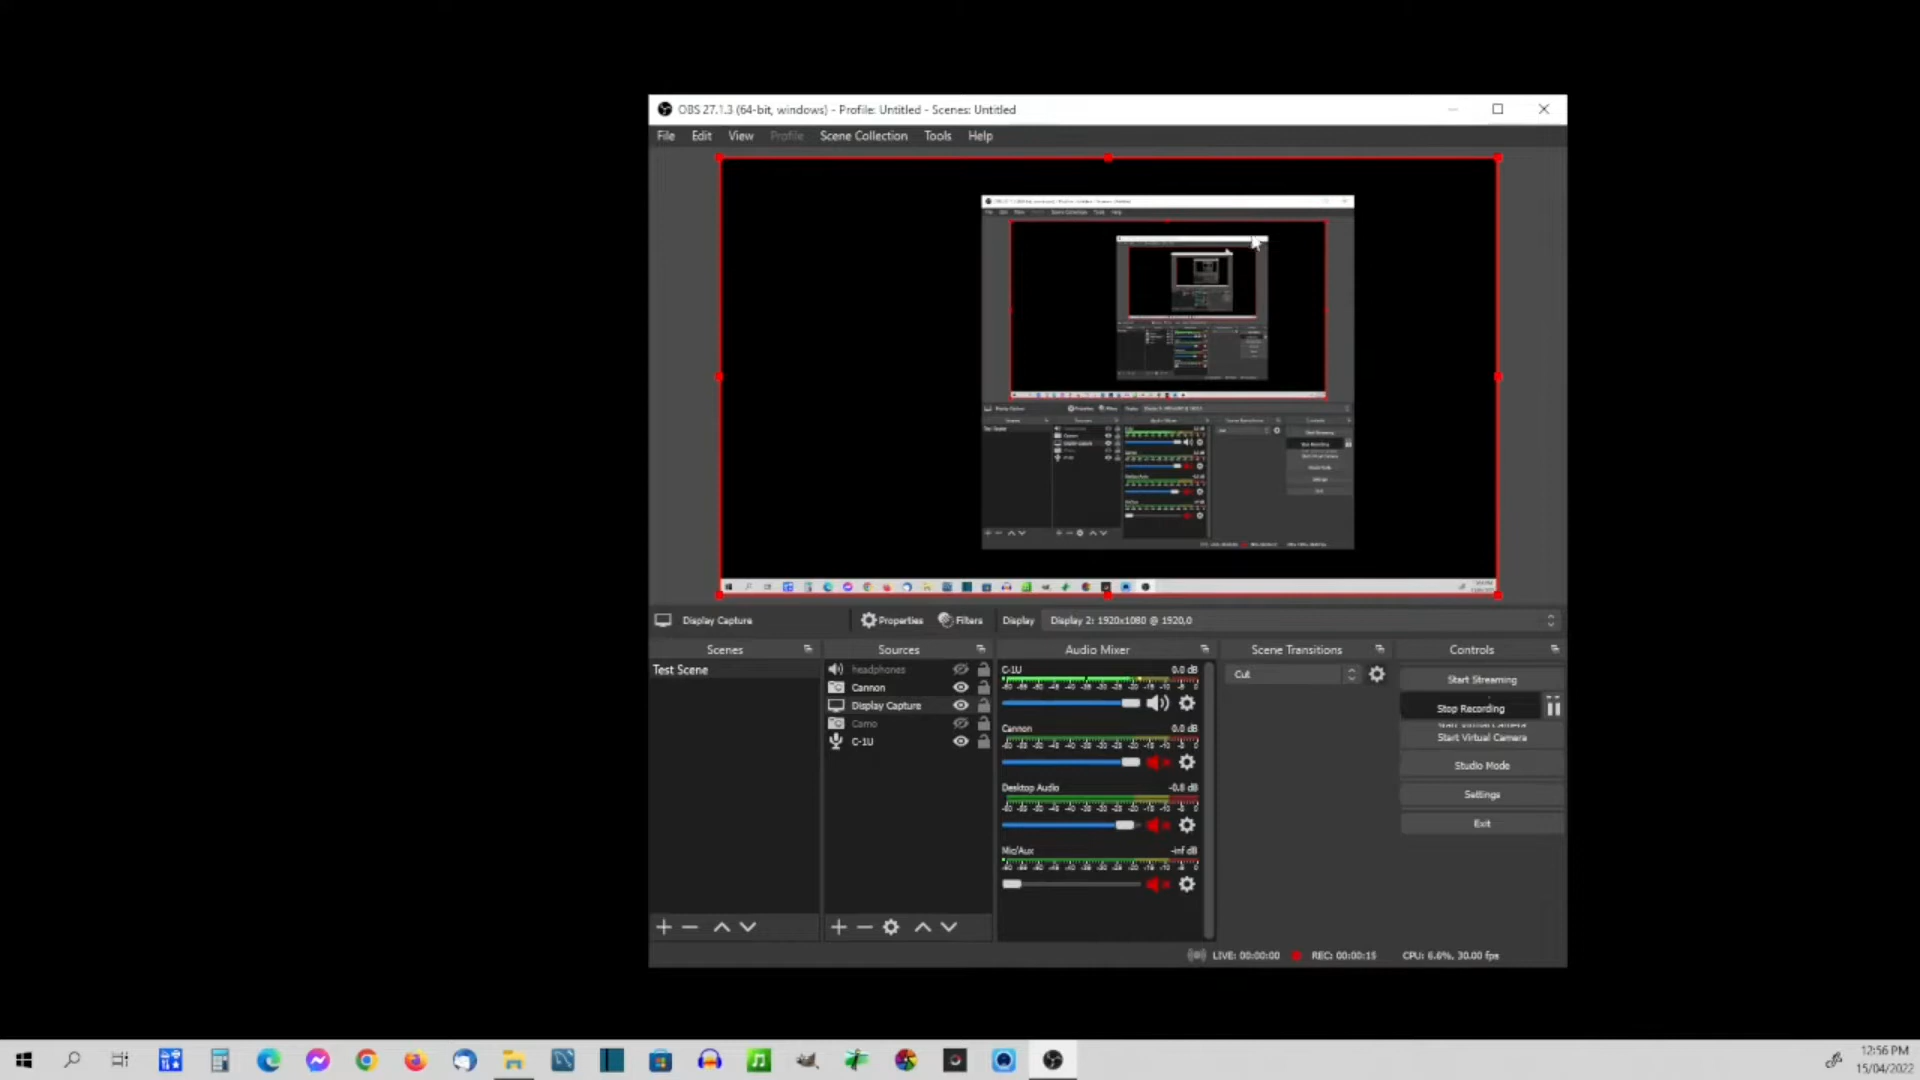 OBS 27.1.3 (64-bit, windows) - Profile: Untitled - Scenes: Untitled
File Edit View Profile Scene Collection Tools Help
Display Capture Properties Filters Display Display 2: 1920x1080 @ 1920,0
Scenes
Test Scene
Sources
headphones
Cannon
Display Capture
Camo
C-1U
Audio Mixer
C-1U 0.0 dB
Cannon 0.0 dB
Desktop Audio -0.8 dB
Mic/Aux -inf dB
Scene Transitions
Cut
Controls
Start Streaming
Stop Recording
Start Virtual Camera
Studio Mode
Settings
Exit
LIVE: 00:00:00 REC: 00:00:15 CPU: 6.6%, 30.00 fps
12:56 PM
15/04/2022